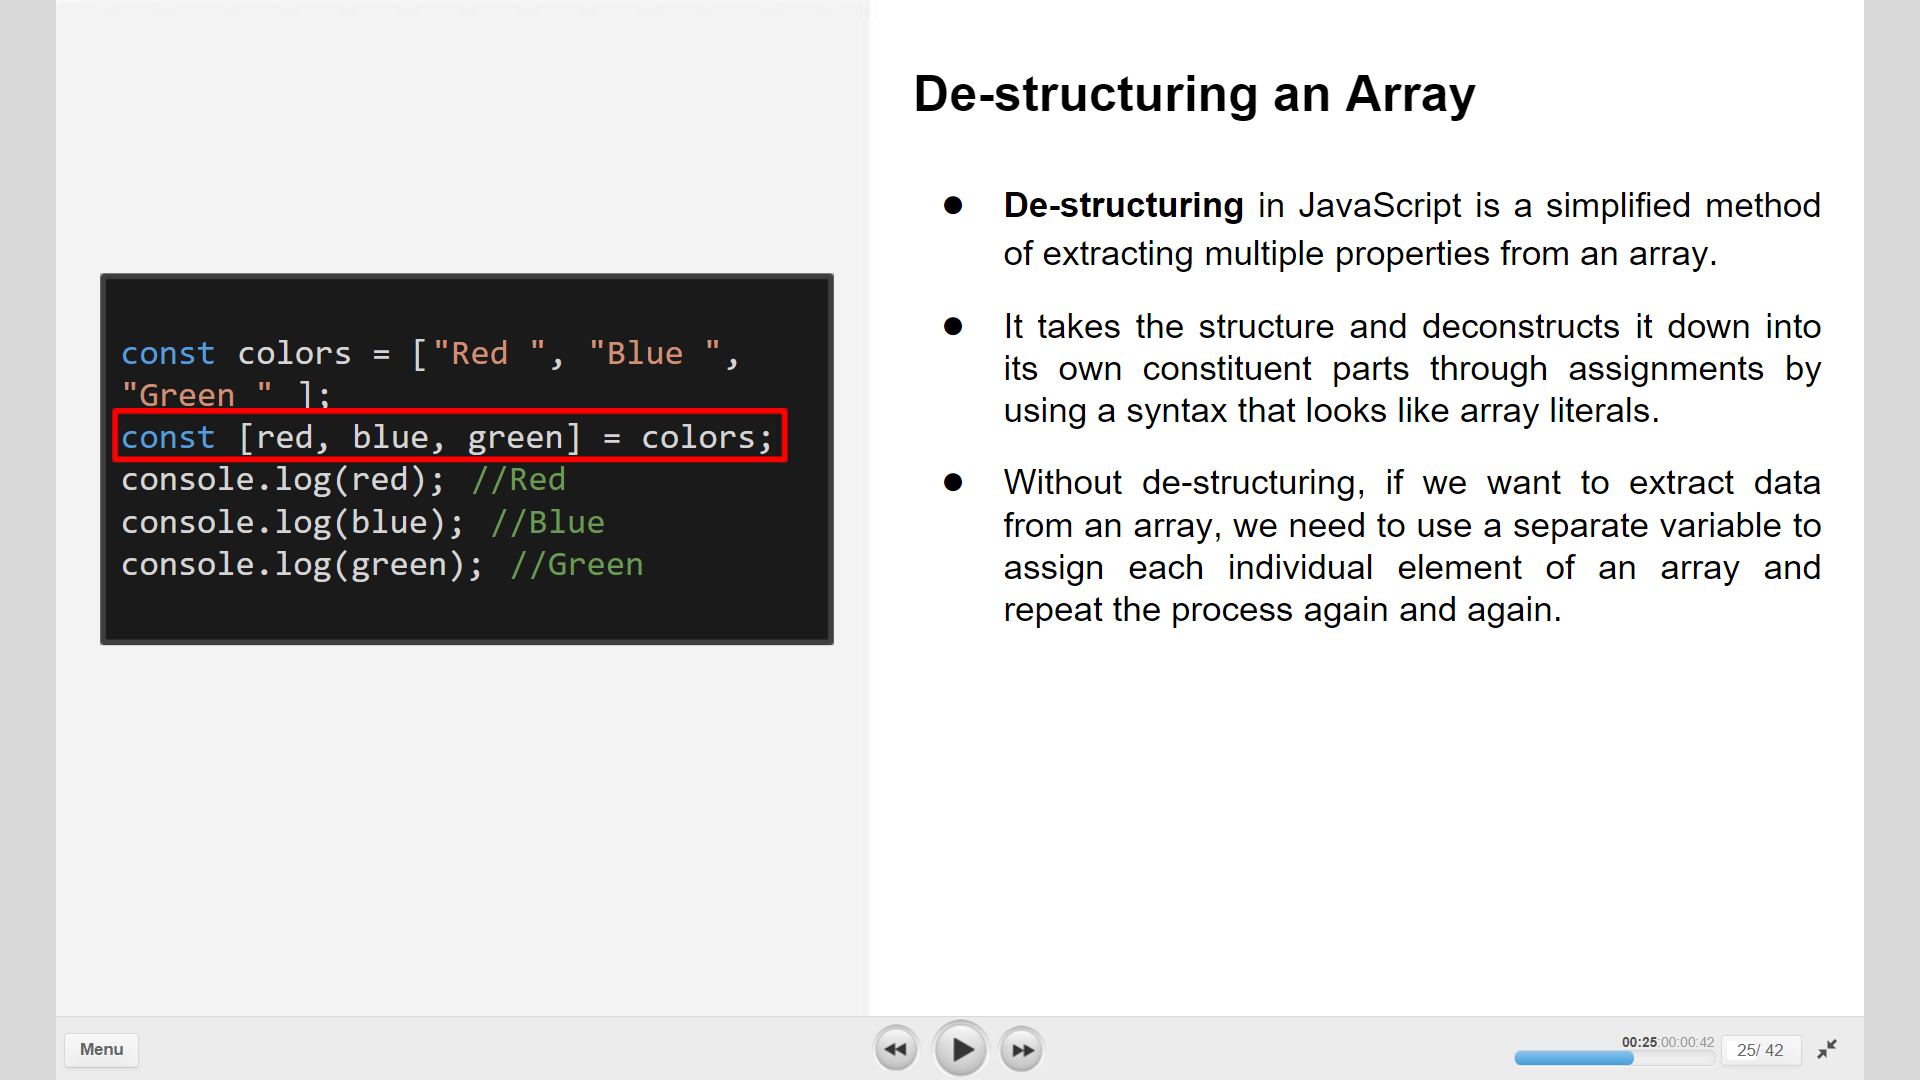 De-structuring an Array
const colors = ["Red ", "Blue ",
"Green " ];
const [red, blue, green] = colors;
console.log(red); //Red
console.log(blue); //Blue
console.log(green); //Green
● De-structuring in JavaScript is a simplified method
of extracting multiple properties from an array.
● It takes the structure and deconstructs it down into
its own constituent parts through assignments by
using a syntax that looks like array literals.
● Without de-structuring, if we want to extract data
from an array, we need to use a separate variable to
assign each individual element of an array and
repeat the process again and again.
Menu
00:25:00:00:42
25/ 42